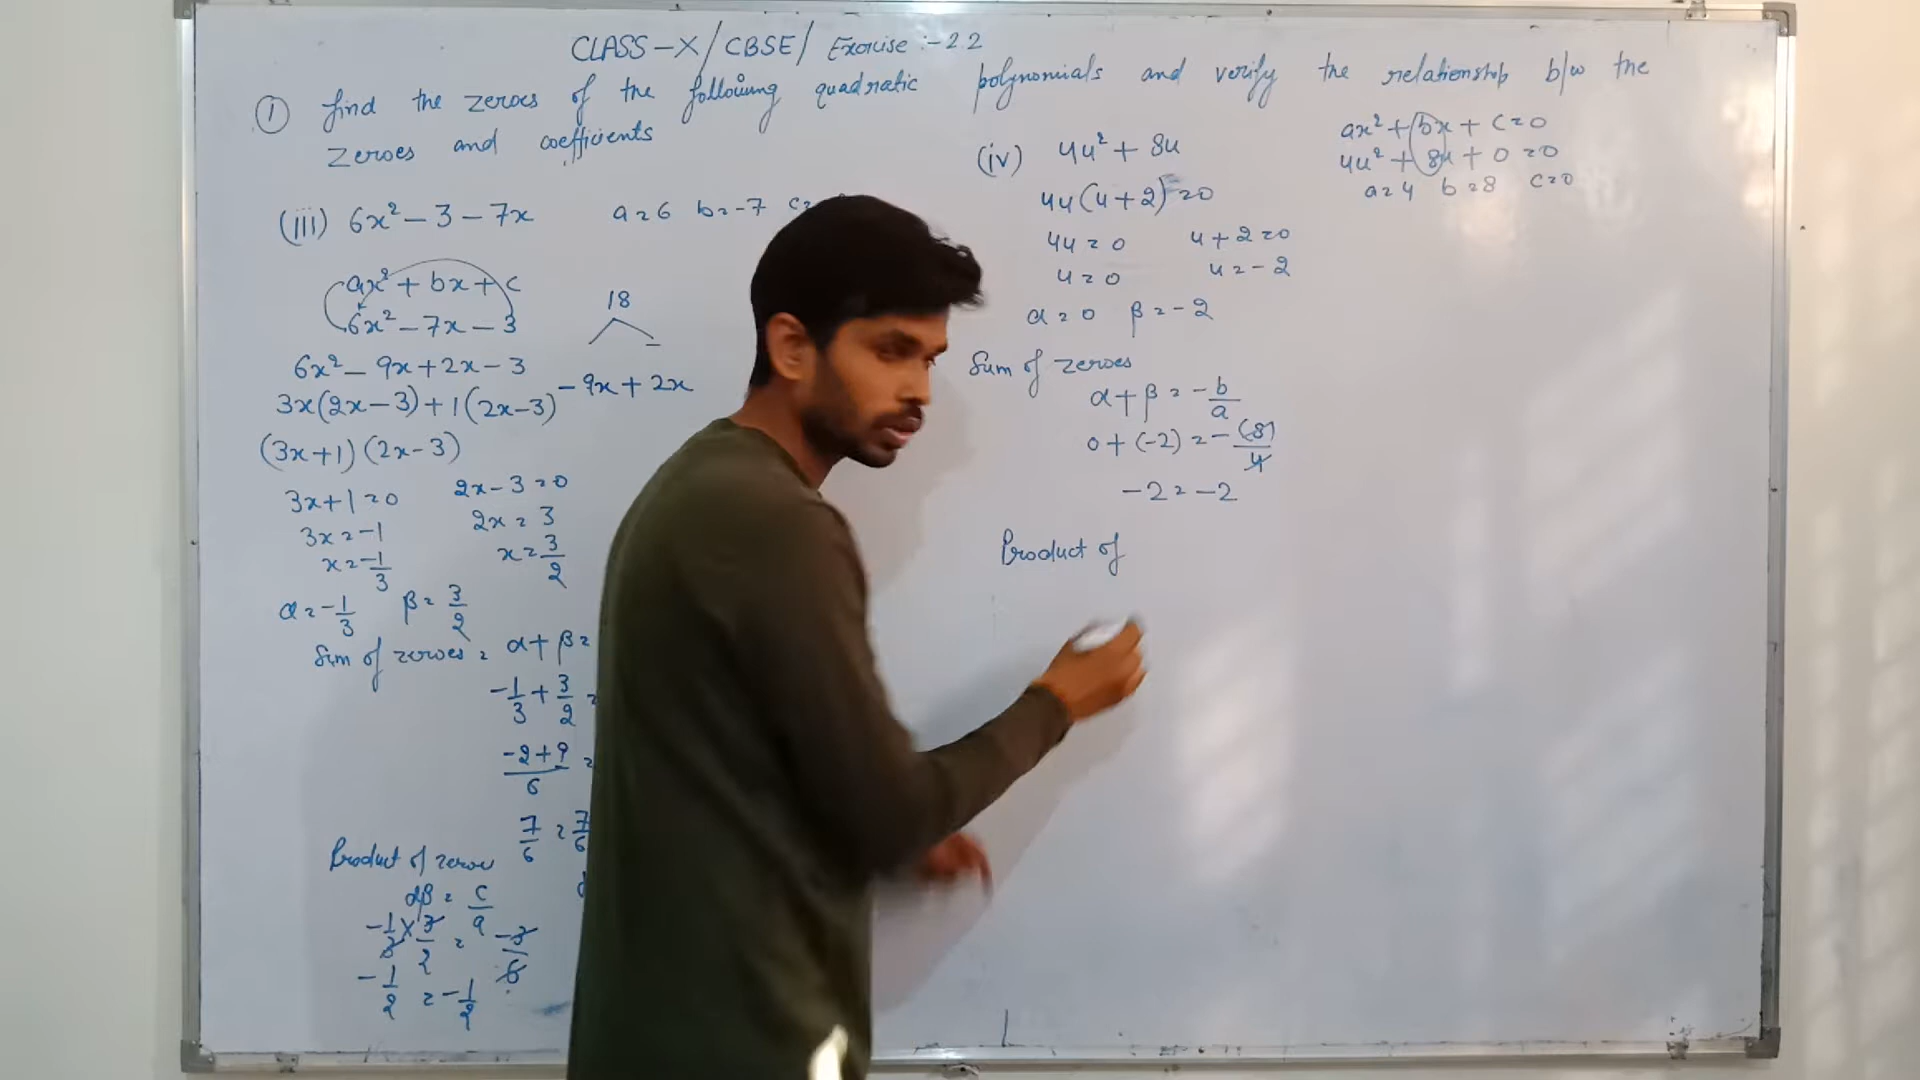 CLASS-X/CBSE/ Exercise :- 2.2
① find the zeroes of the following quadratic polynomials and verify the relationship b/w the
zeroes and coefficients
(iii) 6x² - 3 - 7x a=6 b=-7 c=
ax² + bx + c
6x² - 7x - 3
18
6x² - 9x + 2x - 3
-9x + 2x
3x(2x-3) + 1(2x-3)
(3x+1) (2x-3)
3x+1=0 2x-3=0
3x=-1 2x=3
x=-1/3 x=3/2
α=-1/3 β=3/2
Sum of zeroes = α+β=
-1/3 + 3/2 =
-2+9/6 =
7/6 = 7/6
Product of zeroes
αβ = c/a
-1/3 × 3/2 = -3/6
-1/2 = -1/2
(iv) 4u² + 8u
4u(u+2)=0
4u=0 u+2=0
u=0 u=-2
α=0 β=-2
Sum of zeroes
α+β=-b/a
0+(-2)=-(8)/4
-2=-2
Product of
ax² + bx + c=0
4u² + 8u + 0=0
a=4 b=8 c=0